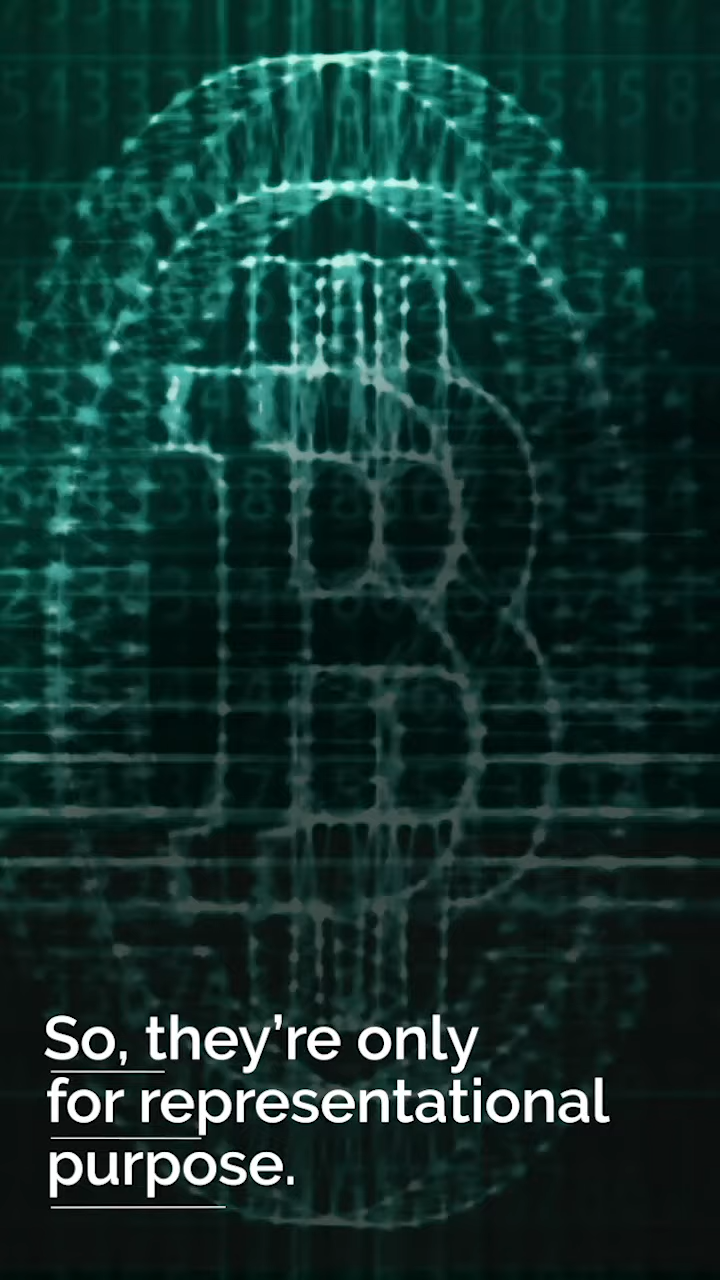 So, they’re only
for representational
purpose.